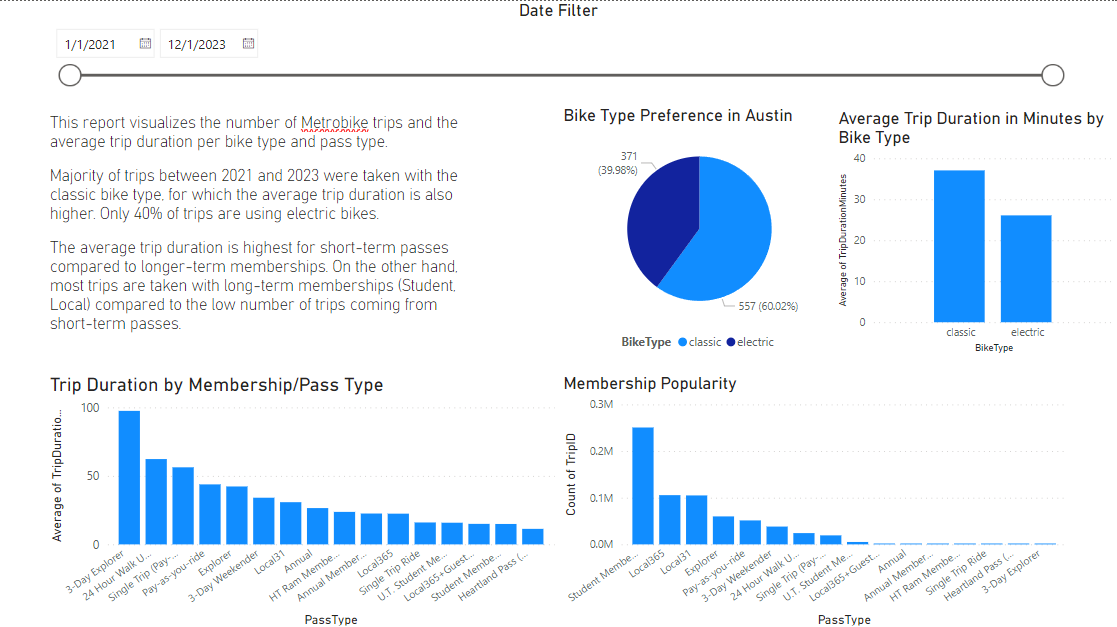 Date Filter
1/1/2021
12/1/2023
This report visualizes the number of Metrobike trips and the
average trip duration per bike type and pass type.
Majority of trips between 2021 and 2023 were taken with the
classic bike type, for which the average trip duration is also
higher. Only 40% of trips are using electric bikes.
The average trip duration is highest for short-term passes
compared to longer-term memberships. On the other hand,
most trips are taken with long-term memberships (Student,
Local) compared to the low number of trips coming from
short-term passes.
Bike Type Preference in Austin
371
(39.98%)
557 (60.02%)
BikeType classic electric
Average Trip Duration in Minutes by
Bike Type
Average of TripDurationMinutes
40
30
20
10
0
classic electric
BikeType
Trip Duration by Membership/Pass Type
Average of TripDuratio...
100
50
0
3-Day Explorer
24 Hour Walk U...
Single Trip (Pay-...
Pay-as-you-ride
Explorer
3-Day Weekender
Local31
Annual
HT Ram Membe...
Annual Member...
Local365
Single Trip Ride
U.T. Student Me...
Local365+Guest...
Student Membe...
Heartland Pass (...
PassType
Membership Popularity
Count of TripID
0.3M
0.2M
0.1M
0.0M
Student Membe...
Local365
Local31
Explorer
Pay-as-you-ride
3-Day Weekender
24 Hour Walk U...
Single Trip (Pay-...
U.T. Student Me...
Local365+Guest...
Annual
Annual Member...
HT Ram Membe...
Single Trip Ride
Heartland Pass (...
3-Day Explorer
PassType